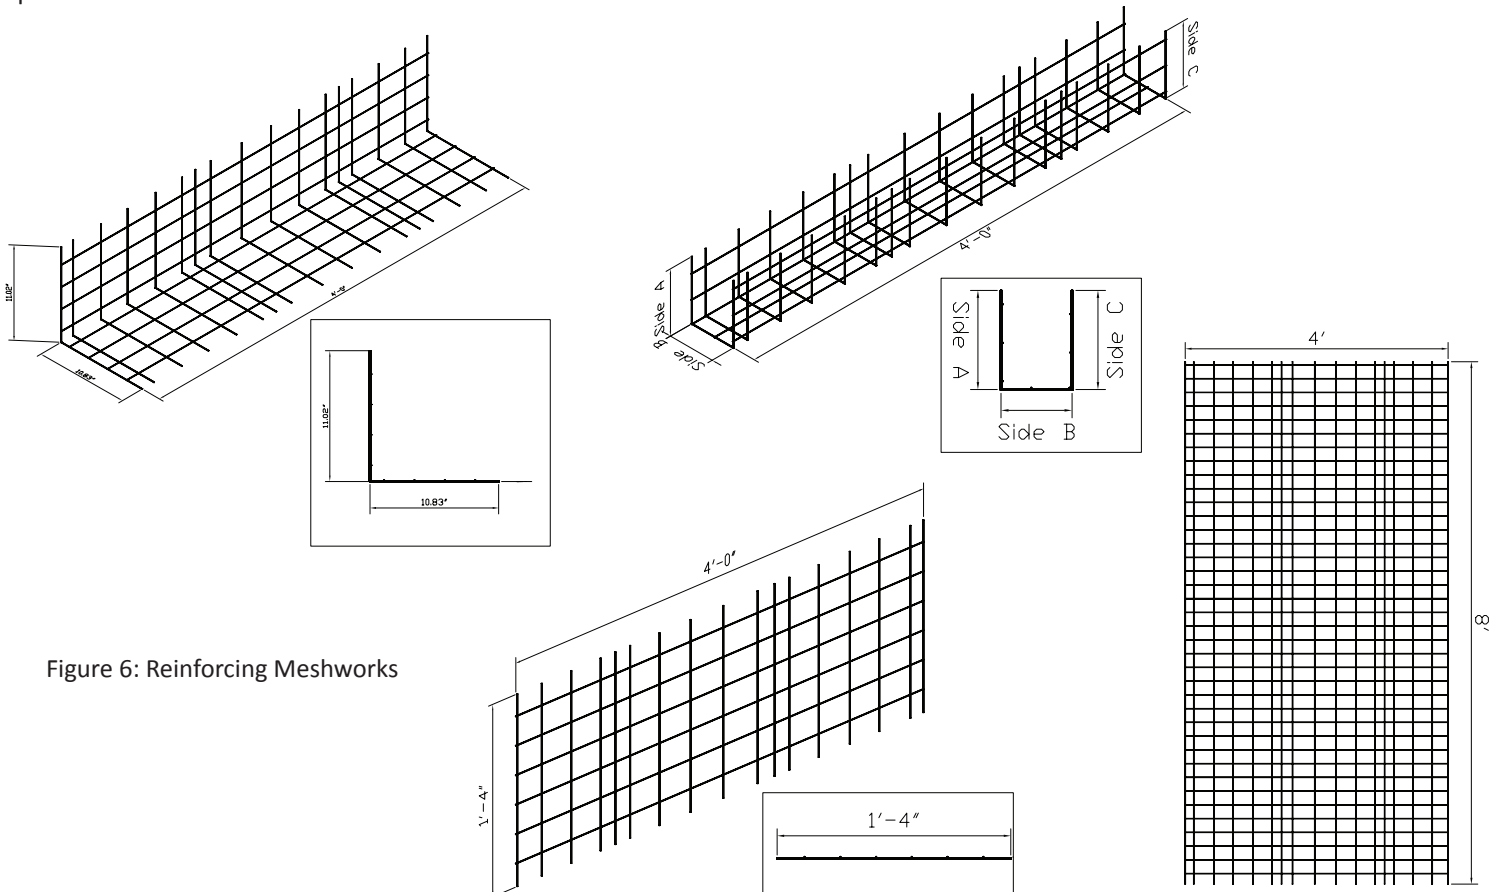 Side C
11.02"
4'-0"
10.83"
Side A
Side B
4'-0"
11.02"
10.83"
Side A
Side C
Side B
4'
8'
4'-0"
1'-4"
1'-4"
Figure 6: Reinforcing Meshworks